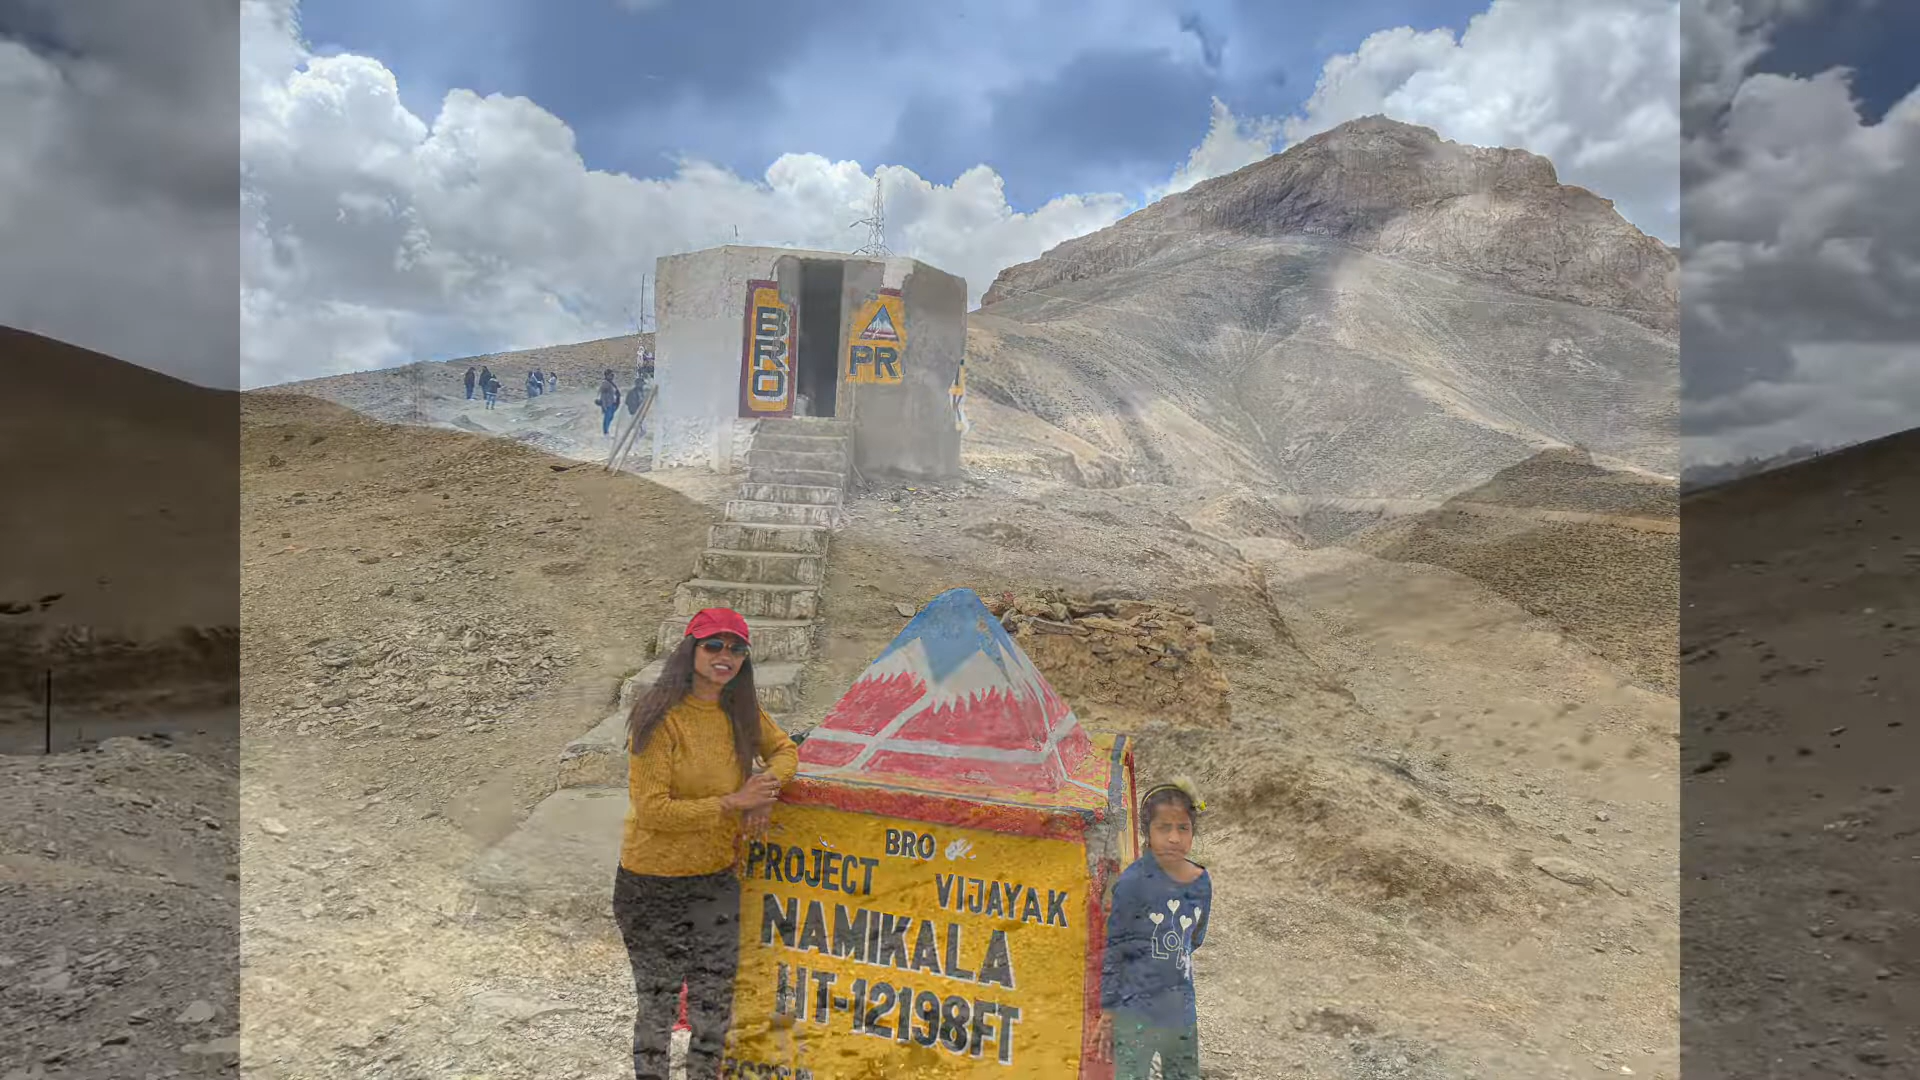 BRO
PR
BRO
PROJECT VIJAYAK
NAMIKALA
HT-12198FT